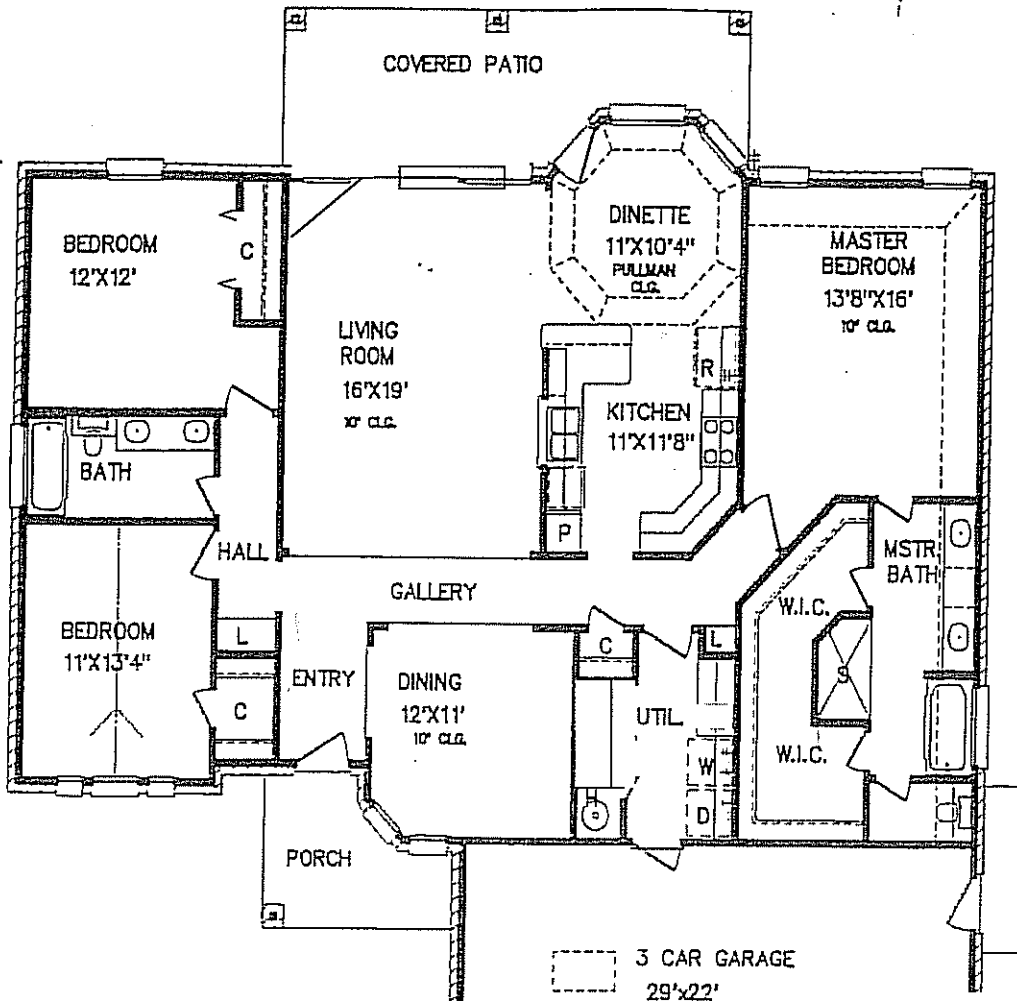 COVERED PATIO
BEDROOM
12'X12'
C
DINETTE
11'X10'4"
PULLMAN
CLG.
MASTER
BEDROOM
13'8"X16'
10' CLG.
LIVING
ROOM
16'X19'
10' CLG.
R
KITCHEN
11'X11'8"
BATH
P
HALL
GALLERY
MSTR.
BATH
W.I.C.
BEDROOM
11'X13'4"
L
C
L
ENTRY
DINING
12'X11'
10' CLG.
S
UTIL.
C
W.I.C.
W
D
PORCH
3 CAR GARAGE
29'x22'